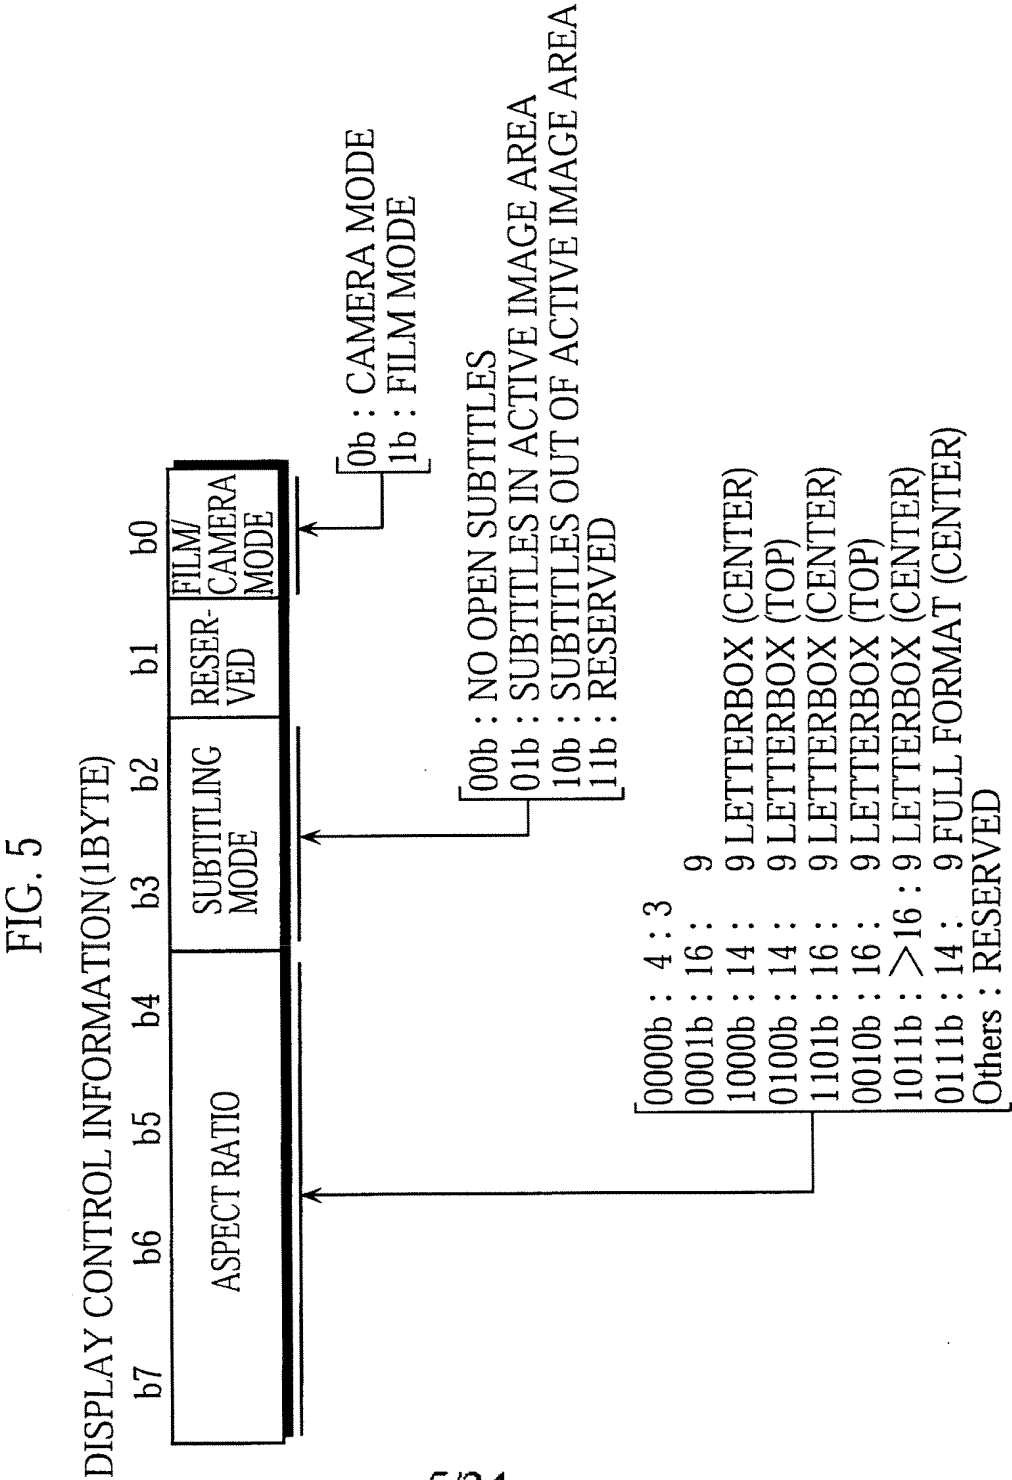 FIG. 5
DISPLAY CONTROL INFORMATION(1BYTE)
b7 b6 b5 b4 b3 b2 b1 b0
ASPECT RATIO
SUBTITLING
MODE
RESER-
VED
FILM/
CAMERA
MODE
0b : CAMERA MODE
1b : FILM MODE
00b : NO OPEN SUBTITLES
01b : SUBTITLES IN ACTIVE IMAGE AREA
10b : SUBTITLES OUT OF ACTIVE IMAGE AREA
11b : RESERVED
0000b : 4 : 3
0001b : 16 : 9
1000b : 14 : 9 LETTERBOX (CENTER)
0100b : 14 : 9 LETTERBOX (TOP)
1101b : 16 : 9 LETTERBOX (CENTER)
0010b : 16 : 9 LETTERBOX (TOP)
1011b : >16 : 9 LETTERBOX (CENTER)
0111b : 14 : 9 FULL FORMAT (CENTER)
Others : RESERVED